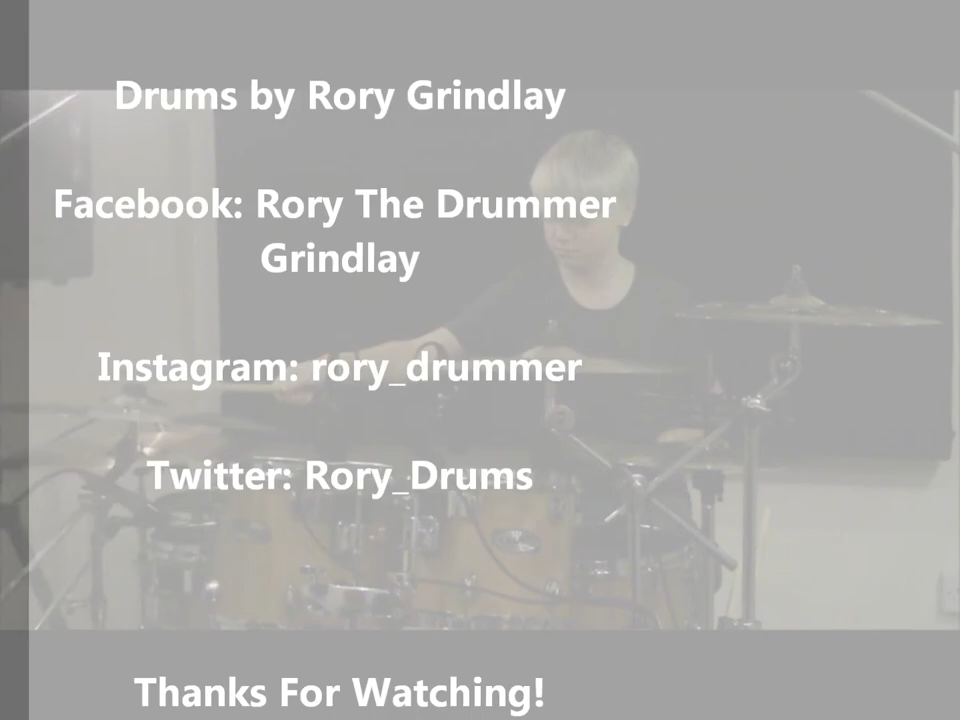 Drums by Rory Grindlay
Facebook: Rory The Drummer
Grindlay
Instagram: rory_drummer
Twitter: Rory_Drums
Thanks For Watching!